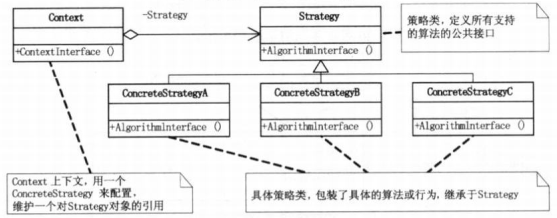 Context
+ContextInterface ()
-Strategy
Strategy
+AlgorithmInterface ()
策略类，定义所有支持
的算法的公共接口
ConcreteStrategyA
+AlgorithmInterface ()
ConcreteStrategyB
+AlgorithmInterface ()
ConcreteStrategyC
+AlgorithmInterface ()
Context 上下文，用一个
ConcreteStrategy 来配置，
维护一个对Strategy对象的引用
具体策略类，包装了具体的算法或行为，继承于Strategy